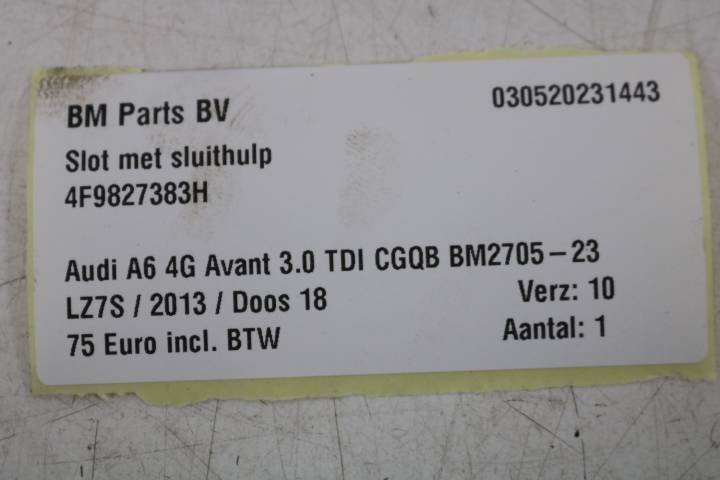 BM Parts BV 030520231443
Slot met sluithulp
4F9827383H
Audi A6 4G Avant 3.0 TDI CGQB BM2705-23
LZ7S / 2013 / Doos 18 Verz: 10
75 Euro incl. BTW Aantal: 1